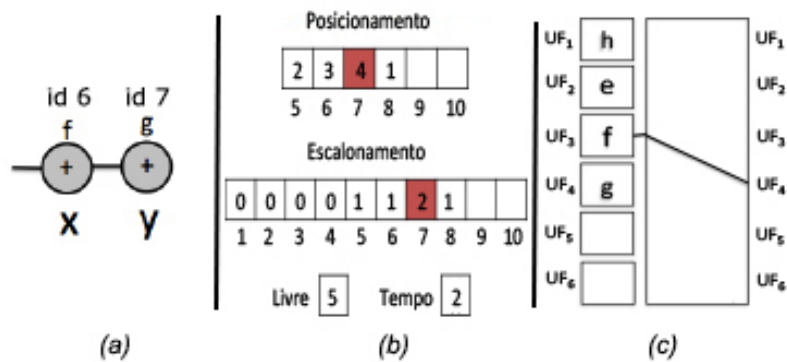 id 6 id 7
f g
+ +
x y
(a)
Posicionamento
2 3 4 1
5 6 7 8 9 10
Escalonamento
0 0 0 0 1 1 2 1
1 2 3 4 5 6 7 8 9 10
Livre 5 Tempo 2
(b)
UF1 h UF1
UF2 e UF2
UF3 f UF3
UF4 g UF4
UF5 UF5
UF6 UF6
(c)